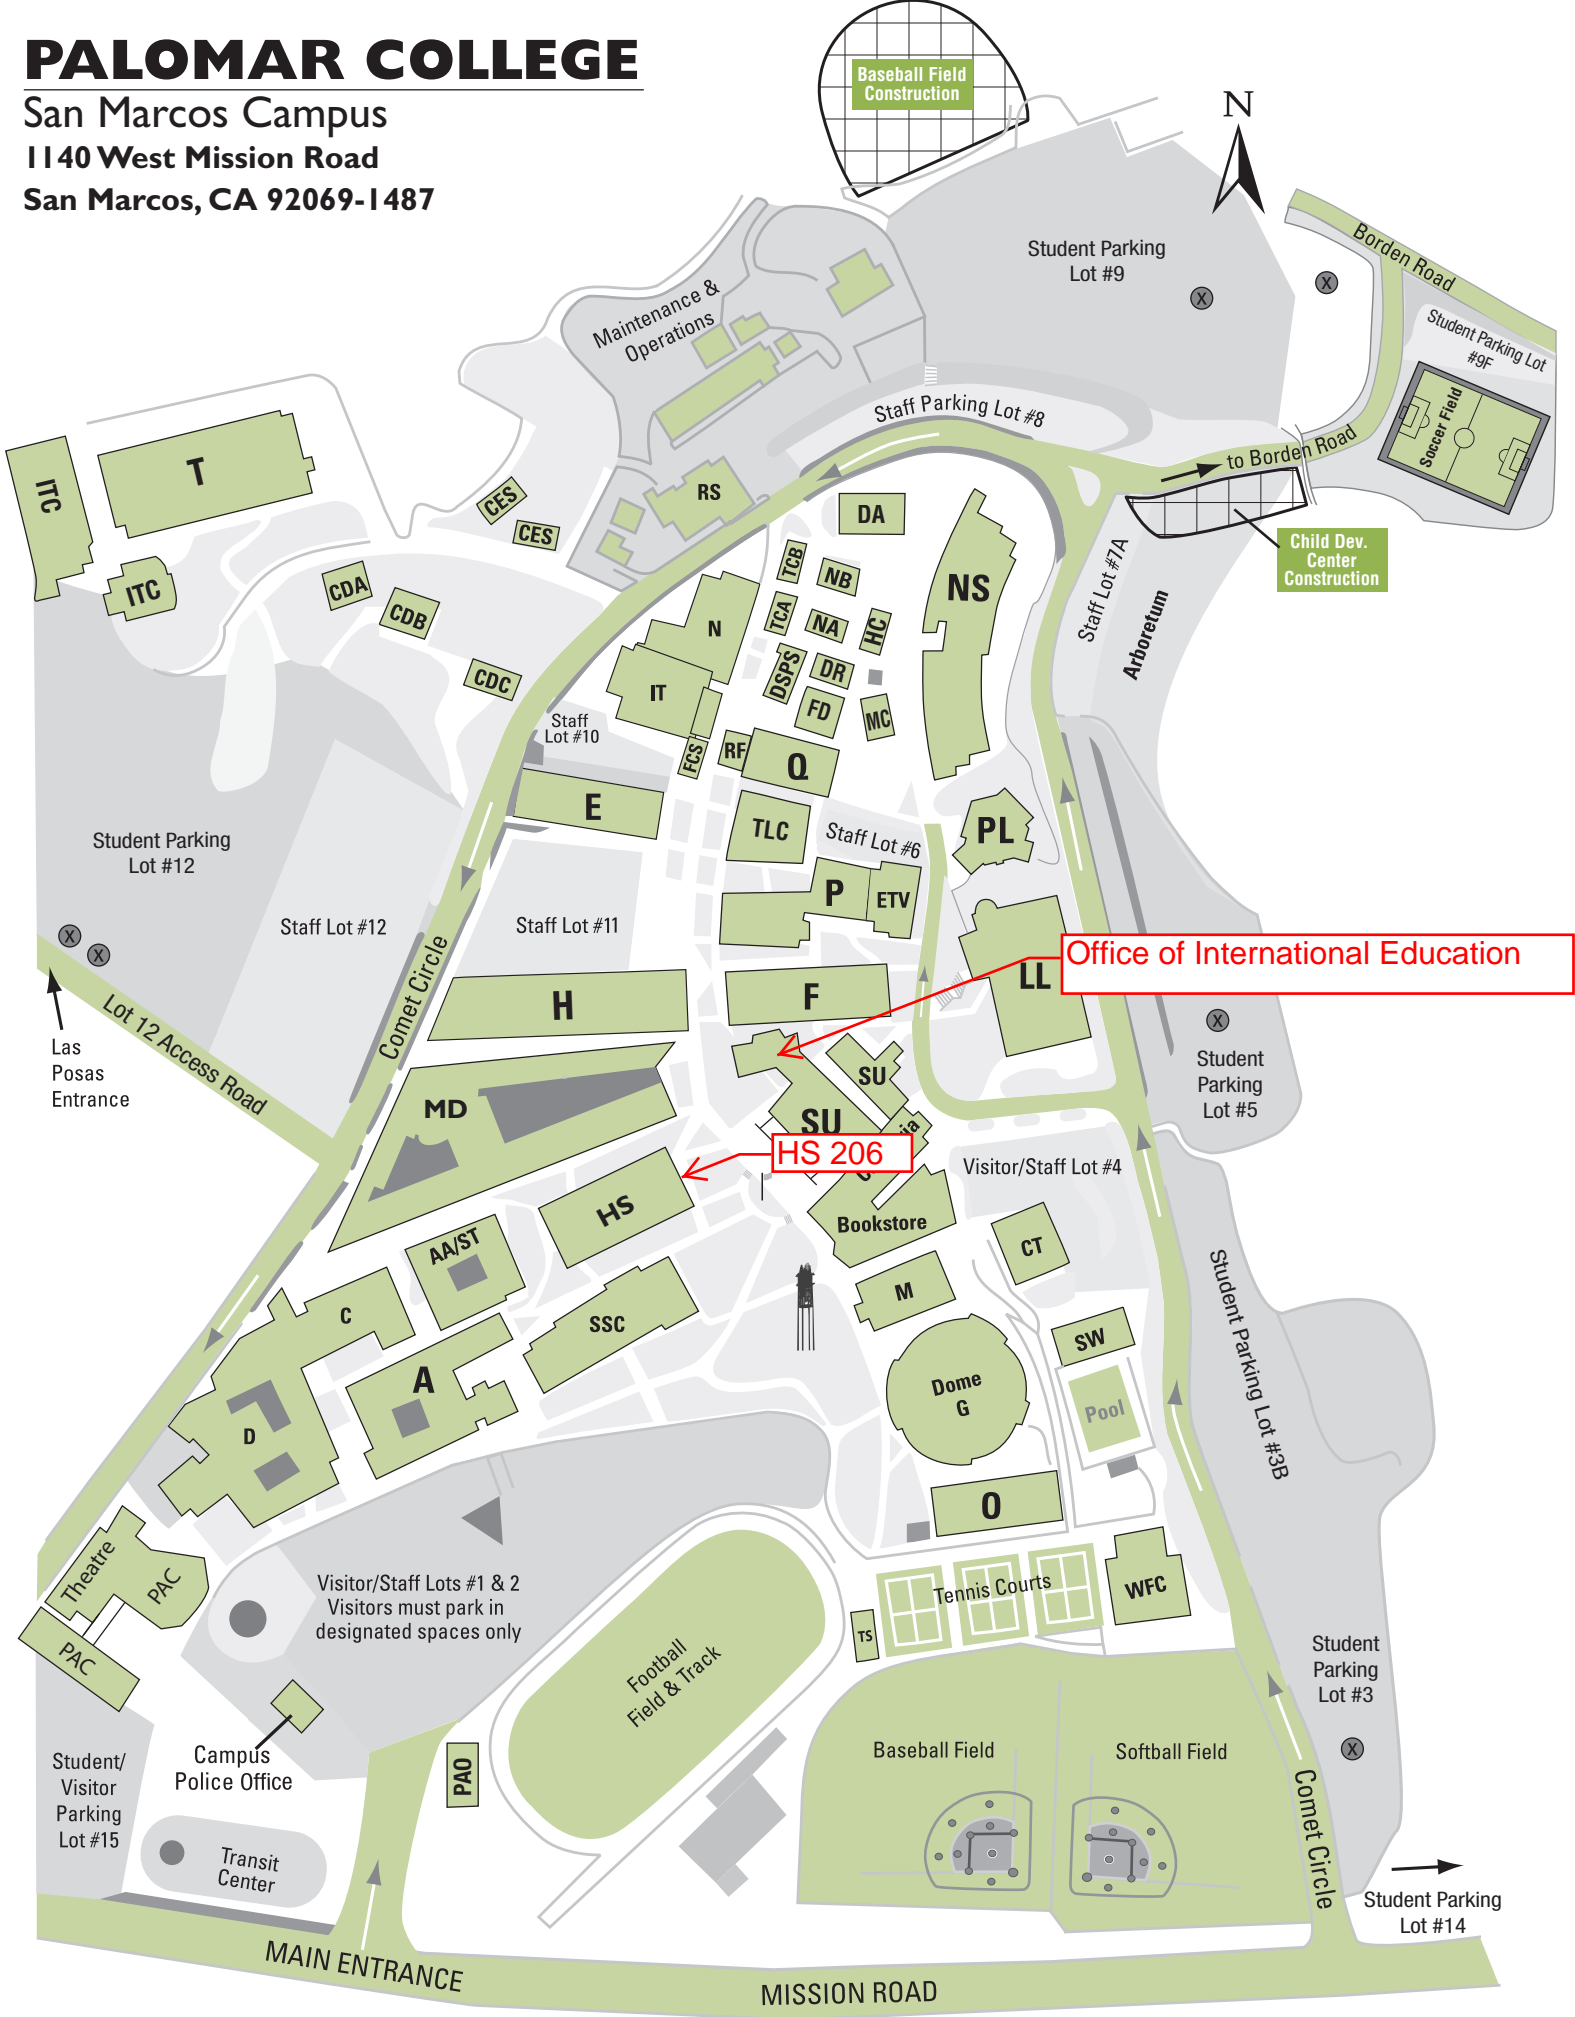 PALOMAR COLLEGE
San Marcos Campus
1140 West Mission Road
San Marcos, CA 92069-1487
Baseball Field
Construction
N
Student Parking
Lot #9
X
X
Borden Road
Student Parking Lot
#9F
Soccer Field
Maintenance &
Operations
Staff Parking Lot #8
to Borden Road
Child Dev.
Center
Construction
Staff Lot #7A
Arboretum
ITC
T
ITC
CES
CES
RS
DA
CDA
CDB
CDC
TCB
NB
NS
TCA
NA
HC
N
DSPS
DR
IT
FD
MC
Staff
Lot #10
FCS
RF
Q
E
TLC
Staff Lot #6
PL
Student Parking
Lot #12
P
ETV
Staff Lot #12
Staff Lot #11
X
X
Comet Circle
Office of International Education
LL
H
F
Las
Posas
Entrance
Lot 12 Access Road
X
Student
Parking
Lot #5
SU
MD
SU
ia
HS 206
Visitor/Staff Lot #4
HS
Bookstore
AA/ST
CT
C
SSC
M
SW
Student Parking Lot #3B
A
Dome
G
Pool
D
O
Theatre
PAC
PAC
Visitor/Staff Lots #1 & 2
Visitors must park in
designated spaces only
Tennis Courts
WFC
TS
Football
Field & Track
Student
Parking
Lot #3
X
Campus
Police Office
PAO
Baseball Field
Softball Field
Student/
Visitor
Parking
Lot #15
Transit
Center
Comet Circle
Student Parking
Lot #14
MAIN ENTRANCE
MISSION ROAD